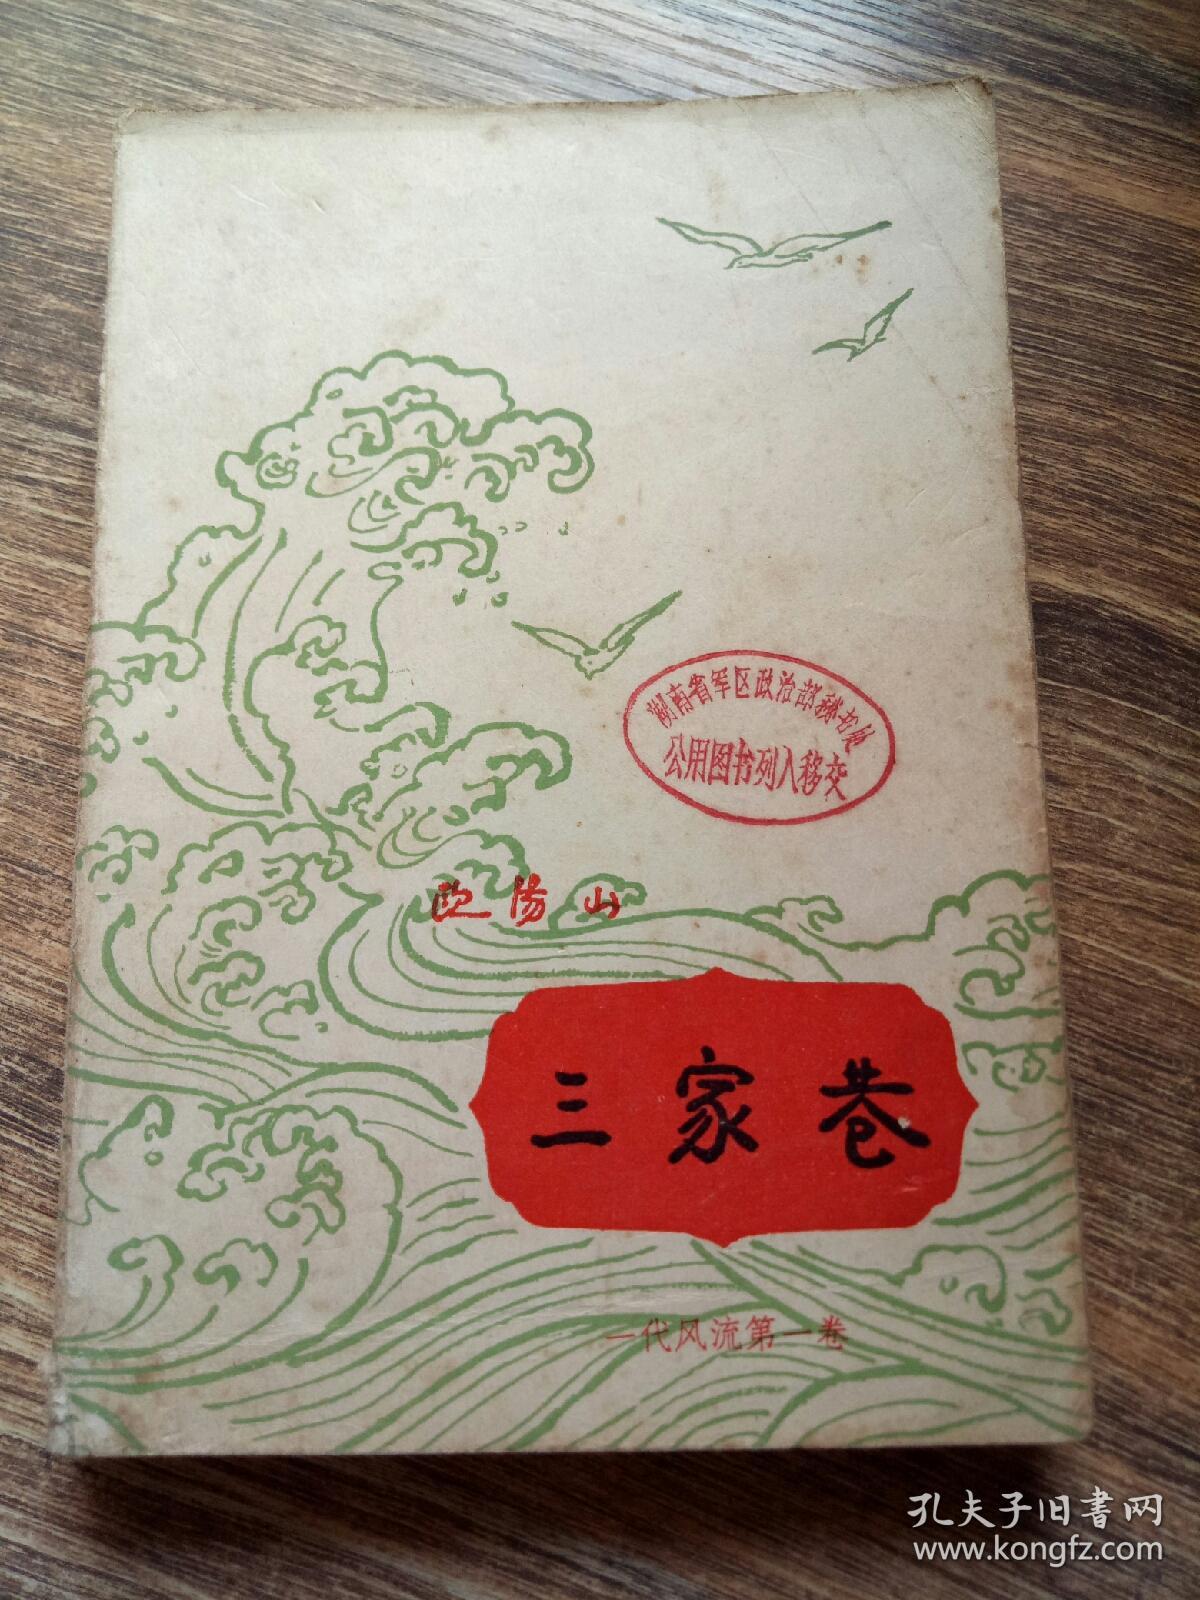 湖南省军区政治部秘书处
公用图书列入移交
欧阳山
三家巷
一代风流第一卷
孔夫子旧書网
www.kongfz.com